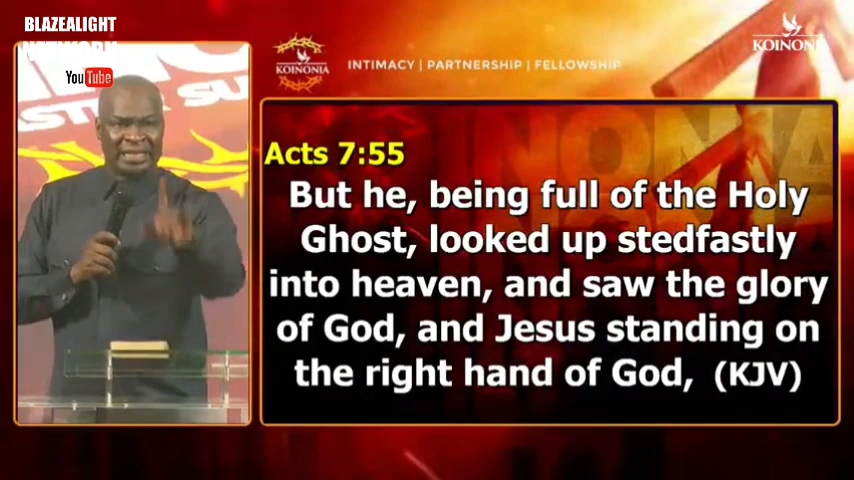 BLAZEALIGHT
NETWORK
YouTube
KOINONIA
INTIMACY | PARTNERSHIP | FELLOWSHIP
KOINONIA
Acts 7:55
But he, being full of the Holy
Ghost, looked up stedfastly
into heaven, and saw the glory
of God, and Jesus standing on
the right hand of God, (KJV)